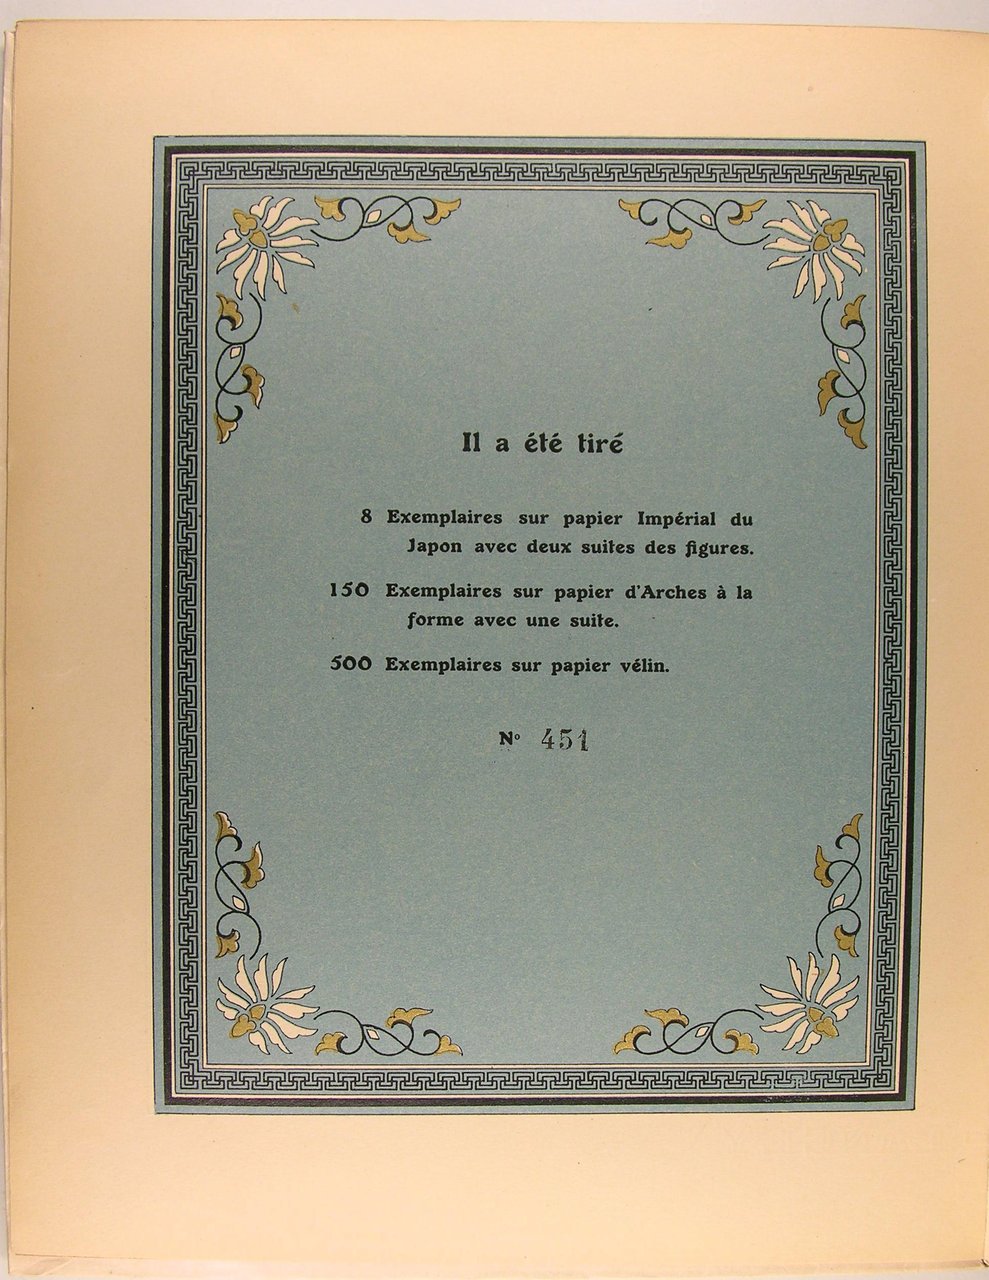 Il a été tiré
8 Exemplaires sur papier Impérial du
Japon avec deux suites des figures.
150 Exemplaires sur papier d'Arches à la
forme avec une suite.
500 Exemplaires sur papier vélin.
Nº 451